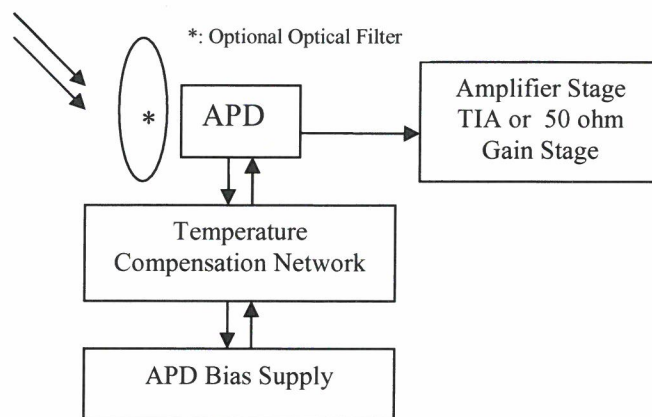 *: Optional Optical Filter
*
APD
Amplifier Stage
TIA or 50 ohm
Gain Stage
Temperature
Compensation Network
APD Bias Supply